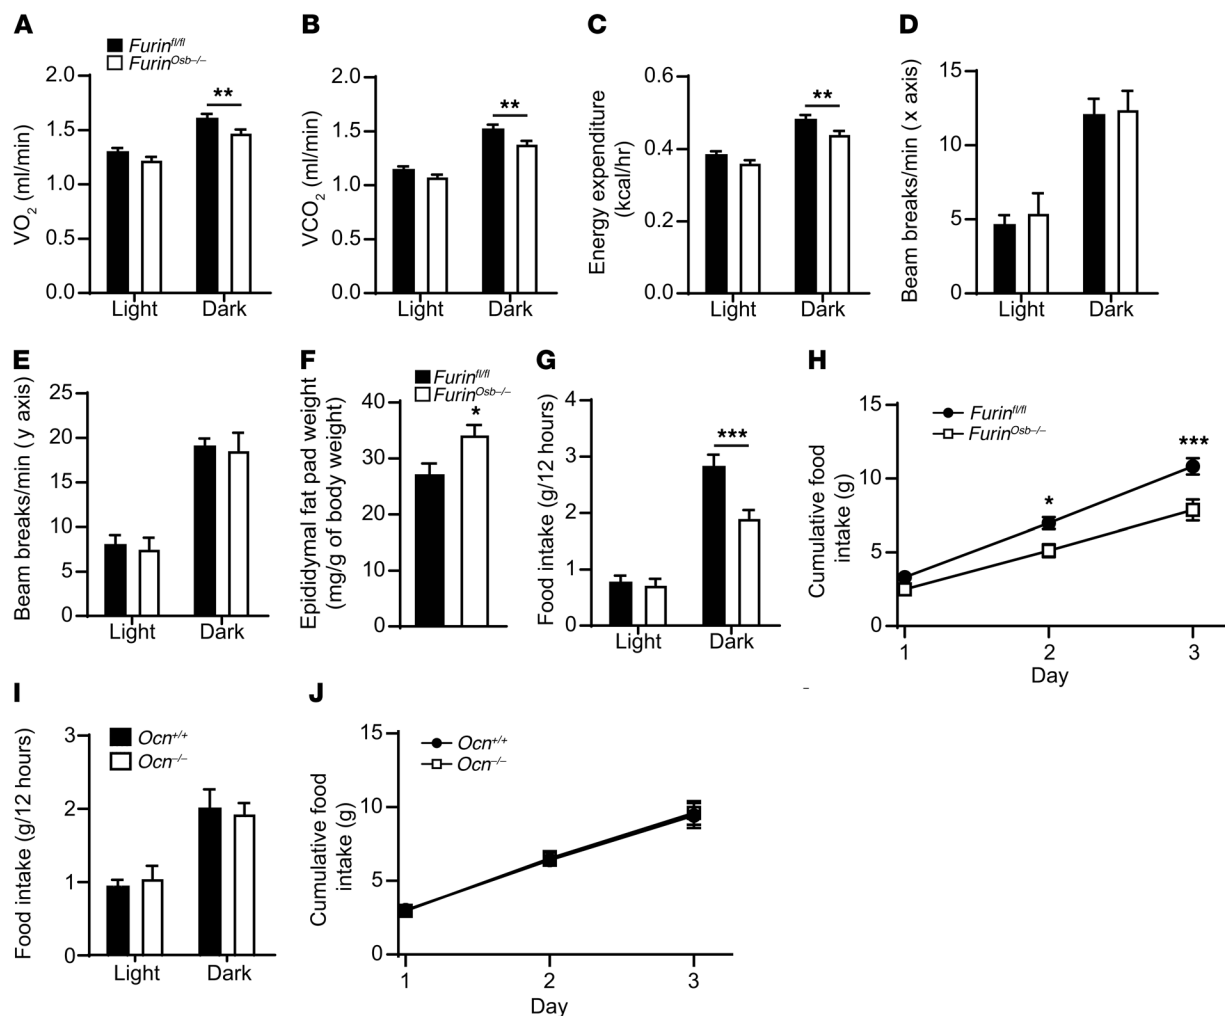 A
Furin^fl/fl
Furin^Osb–/–
VO₂ (ml/min)
2.0
1.5
1.0
0.5
0.0
**
Light Dark
B
VCO₂ (ml/min)
2.0
1.5
1.0
0.5
0.0
**
Light Dark
C
Energy expenditure
(kcal/hr)
0.6
0.4
0.2
0.0
**
Light Dark
D
Beam breaks/min ( x axis)
15
10
5
0
Light Dark
E
Beam breaks/min ( y axis)
25
20
15
10
5
0
Light Dark
F
Furin^fl/fl
Furin^Osb–/–
Epididymal fat pad weight
(mg/g of body weight)
40
30
20
10
0
*
G
Food intake (g/12 hours)
4
3
2
1
0
***
Light Dark
H
Furin^fl/fl
Furin^Osb–/–
Cumulative food
intake (g)
15
10
5
0
*
***
1 2 3
Day
I
Ocn^+/+
Ocn^–/–
Food intake (g/12 hours)
3
2
1
0
Light Dark
J
Ocn^+/+
Ocn^–/–
Cumulative food
intake (g)
15
10
5
0
1 2 3
Day